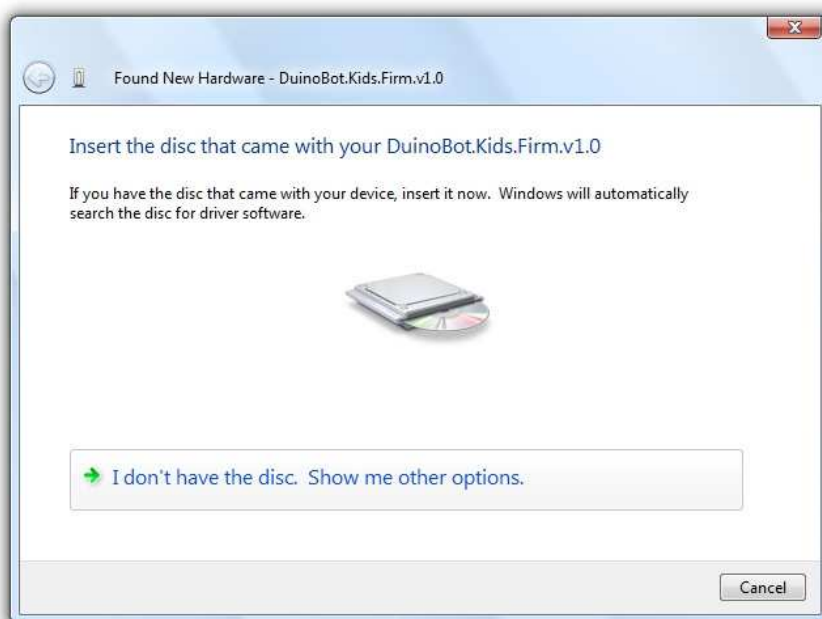 Found New Hardware - DuinoBot.Kids.Firm.v1.0
Insert the disc that came with your DuinoBot.Kids.Firm.v1.0
If you have the disc that came with your device, insert it now. Windows will automatically
search the disc for driver software.
I don't have the disc. Show me other options.
Cancel